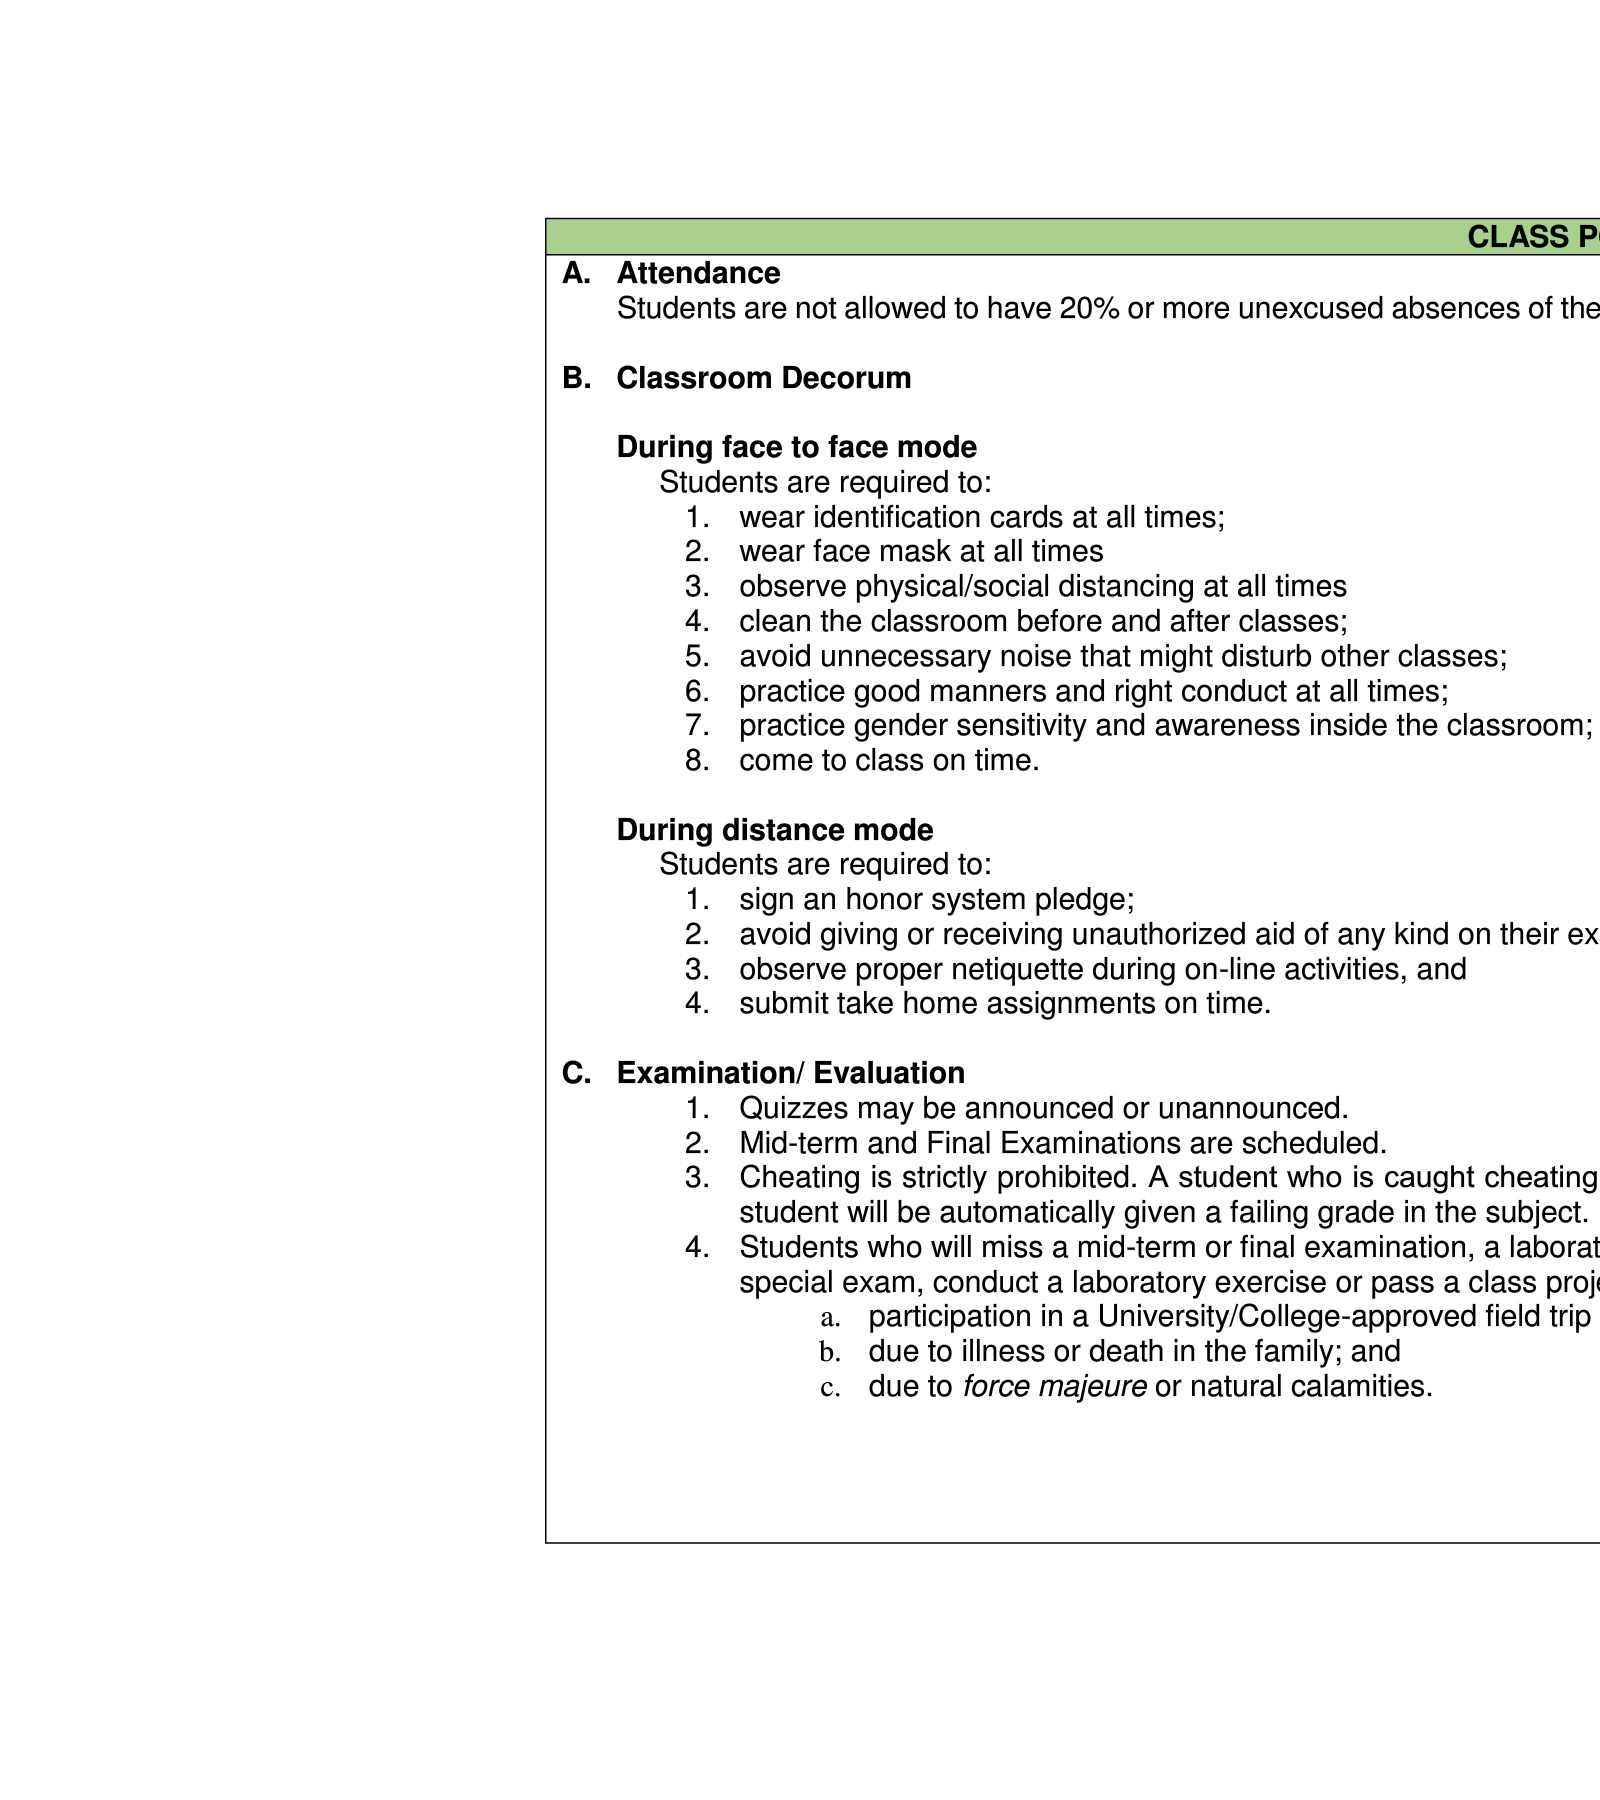 CLASS
A. Attendance
Students are not allowed to have 20% or more unexcused absences of the
B. Classroom Decorum
During face to face mode
Students are required to:
1. wear identification cards at all times;
2. wear face mask at all times
3. observe physical/social distancing at all times
4. clean the classroom before and after classes;
5. avoid unnecessary noise that might disturb other classes;
6. practice good manners and right conduct at all times;
7. practice gender sensitivity and awareness inside the classroom;
8. come to class on time.
During distance mode
Students are required to:
1. sign an honor system pledge;
2. avoid giving or receiving unauthorized aid of any kind on their
3. observe proper netiquette during on-line activities, and
4. submit take home assignments on time.
C. Examination/ Evaluation
1. Quizzes may be announced or unannounced.
2. Mid-term and Final Examinations are scheduled.
3. Cheating is strictly prohibited. A student who is caught cheating
student will be automatically given a failing grade in the subject.
4. Students who will miss a mid-term or final examination, a
special exam, conduct a laboratory exercise or pass a class
a. participation in a University/College-approved field trip
b. due to illness or death in the family; and
c. due to force majeure or natural calamities.